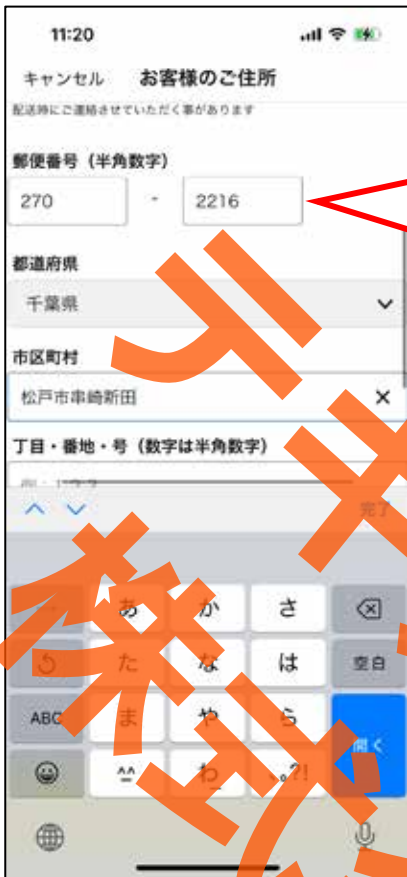 11:20
キャンセル お客様のご住所
配送時にご連絡させていただく事があります
郵便番号（半角数字）
270 - 2216
都道府県
千葉県
市区町村
松戸市串崎新田
丁目・番地・号（数字は半角数字）
完了
あ か さ
た な は 空白
ABC ま や ら
^^ わ 、。?! 開く
株式